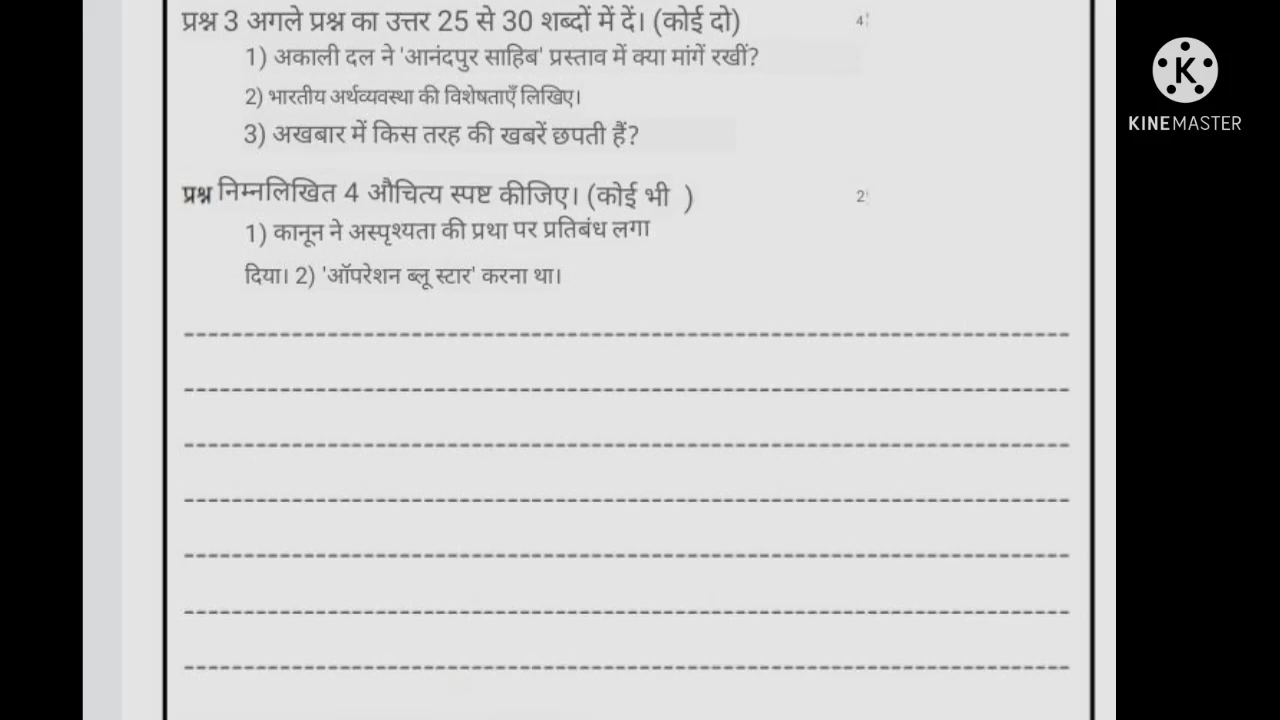 प्रश्न 3 अगले प्रश्न का उत्तर 25 से 30 शब्दों में दें। (कोई दो) 4
1) अकाली दल ने 'आनंदपुर साहिब' प्रस्ताव में क्या मांगें रखीं?
2) भारतीय अर्थव्यवस्था की विशेषताएँ लिखिए।
3) अखबार में किस तरह की खबरें छपती हैं?
प्रश्न निम्नलिखित 4 औचित्य स्पष्ट कीजिए। (कोई भी ) 2
1) कानून ने अस्पृश्यता की प्रथा पर प्रतिबंध लगा
दिया। 2) 'ऑपरेशन ब्लू स्टार' करना था।
K
KINEMASTER